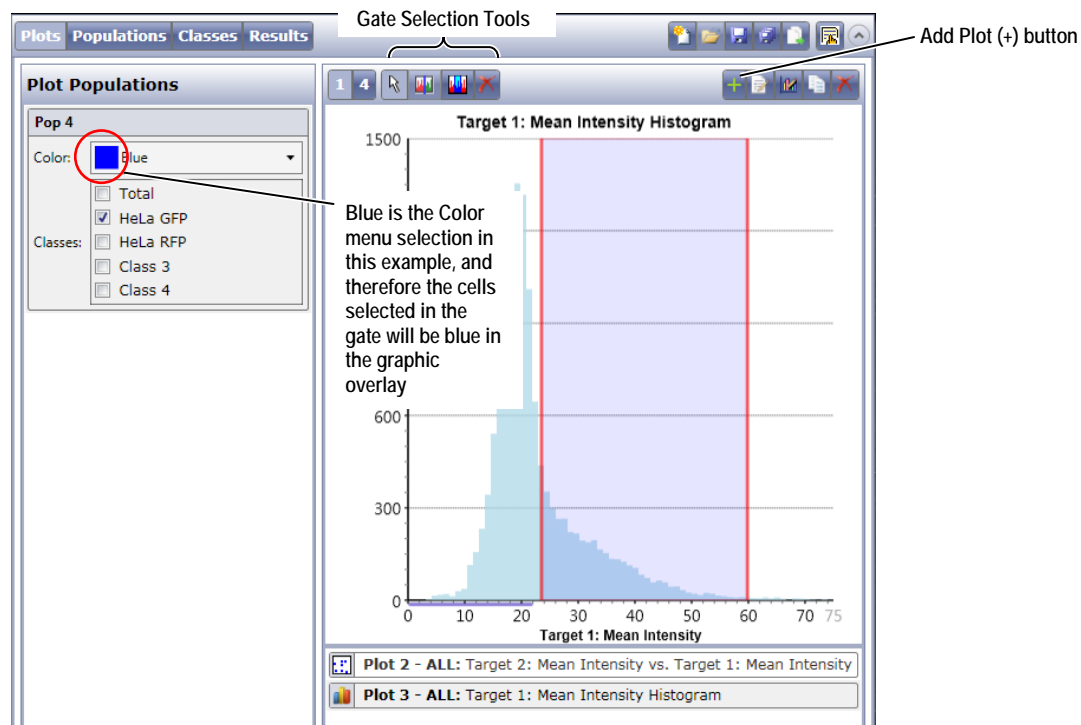 Gate Selection Tools
Plots Populations Classes Results
Add Plot (+) button
Plot Populations
1 4
Pop 4
Color: Blue
Total
HeLa GFP
Classes: HeLa RFP
Class 3
Class 4
Target 1: Mean Intensity Histogram
1500
Blue is the Color
menu selection in
this example, and
therefore the cells
selected in the
gate will be blue in
the graphic
overlay
600
300
0
0 10 20 30 40 50 60 70 75
Target 1: Mean Intensity
Plot 2 - ALL: Target 2: Mean Intensity vs. Target 1: Mean Intensity
Plot 3 - ALL: Target 1: Mean Intensity Histogram